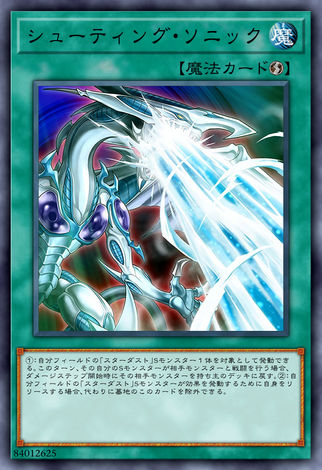 シューティング・ソニック 魔
【魔法カード】
①:自分フィールドの「スターダスト」Sモンスター1体を対象として発動でき
る。このターン、その自分のSモンスターが相手モンスターと戦闘を行う場合、
ダメージステップ開始時にその相手モンスターを持ち主のデッキに戻す。②:自
分フィールドの「スターダスト」Sモンスターが効果を発動するために自身をリ
リースする場合、代わりに墓地のこのカードを除外できる。
84012625